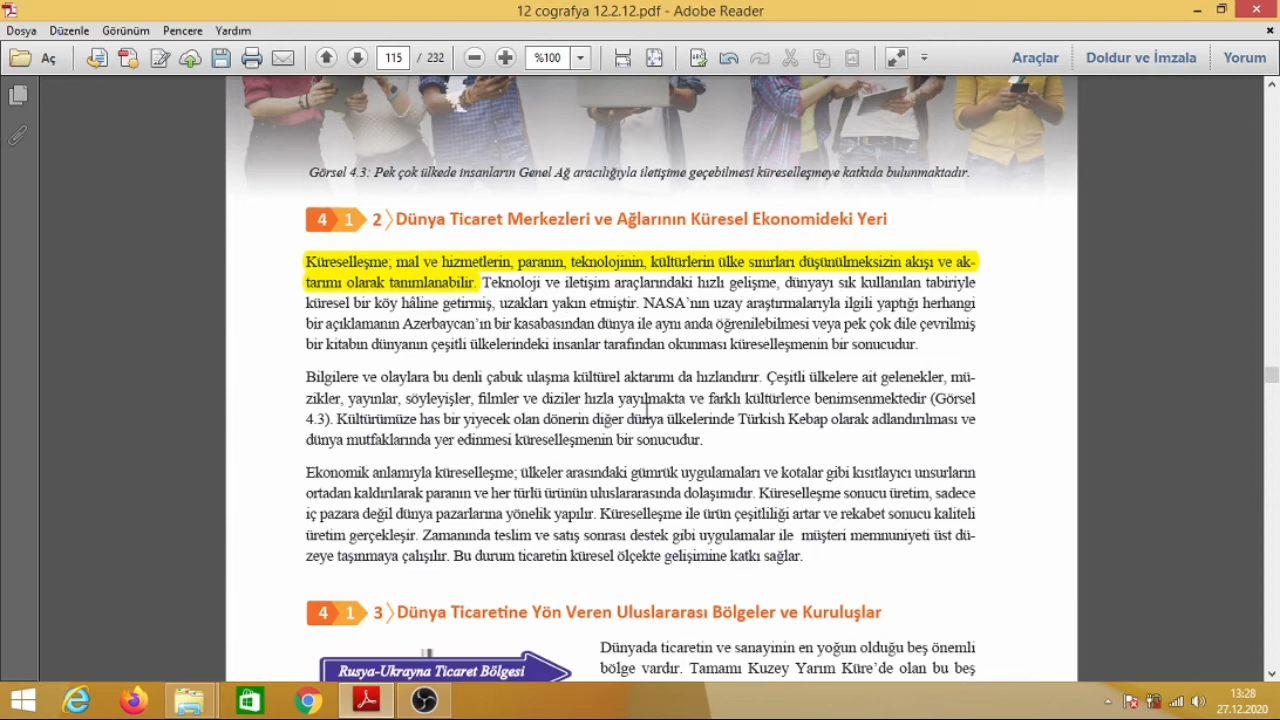 12 cografya 12.2.12.pdf - Adobe Reader
Dosya Düzenle Görünüm Pencere Yardım
Aç 115 / 232 %100 Araçlar Doldur ve İmzala Yorum
Görsel 4.3: Pek çok ülkede insanların Genel Ağ aracılığıyla iletişime geçebilmesi küreselleşmeye katkıda bulunmaktadır.
4 1 2 Dünya Ticaret Merkezleri ve Ağlarının Küresel Ekonomideki Yeri
Küreselleşme; mal ve hizmetlerin, paranın, teknolojinin, kültürlerin ülke sınırları düşünülmeksizin akışı ve ak-
tarımı olarak tanımlanabilir. Teknoloji ve iletişim araçlarındaki hızlı gelişme, dünyayı sık kullanılan tabiriyle
küresel bir köy hâline getirmiş, uzakları yakın etmiştir. NASA’nın uzay araştırmalarıyla ilgili yaptığı herhangi
bir açıklamanın Azerbaycan’ın bir kasabasından dünya ile aynı anda öğrenilebilmesi veya pek çok dile çevrilmiş
bir kitabın dünyanın çeşitli ülkelerindeki insanlar tarafından okunması küreselleşmenin bir sonucudur.
Bilgilere ve olaylara bu denli çabuk ulaşma kültürel aktarımı da hızlandırır. Çeşitli ülkelere ait gelenekler, mü-
zikler, yayınlar, söyleyişler, filmler ve diziler hızla yayılmakta ve farklı kültürlerce benimsenmektedir (Görsel
4.3). Kültürümüze has bir yiyecek olan dönerin diğer dünya ülkelerinde Türkish Kebap olarak adlandırılması ve
dünya mutfaklarında yer edinmesi küreselleşmenin bir sonucudur.
Ekonomik anlamıyla küreselleşme; ülkeler arasındaki gümrük uygulamaları ve kotalar gibi kısıtlayıcı unsurların
ortadan kaldırılarak paranın ve her türlü ürünün uluslararasında dolaşımıdır. Küreselleşme sonucu üretim, sadece
iç pazara değil dünya pazarlarına yönelik yapılır. Küreselleşme ile ürün çeşitliliği artar ve rekabet sonucu kaliteli
üretim gerçekleşir. Zamanında teslim ve satış sonrası destek gibi uygulamalar ile müşteri memnuniyeti üst dü-
zeye taşınmaya çalışılır. Bu durum ticaretin küresel ölçekte gelişimine katkı sağlar.
4 1 3 Dünya Ticaretine Yön Veren Uluslararası Bölgeler ve Kuruluşlar
Dünyada ticaretin ve sanayinin en yoğun olduğu beş önemli
Rusya-Ukrayna Ticaret Bölgesi
bölge vardır. Tamamı Kuzey Yarım Küre’de olan bu beş
13:28
27.12.2020